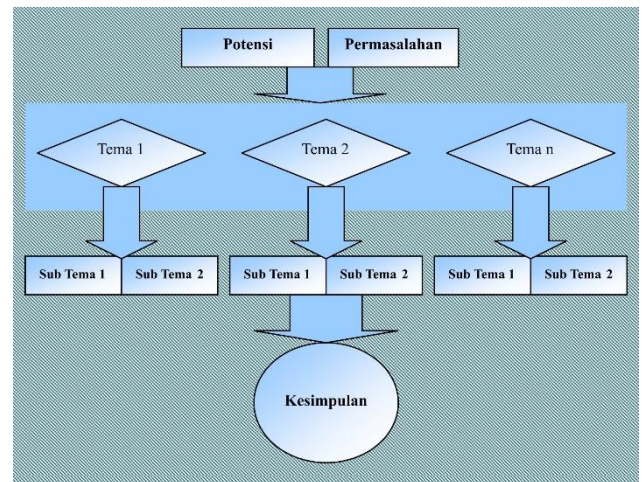 Potensi
Permasalahan
Tema 1
Tema 2
Tema n
Sub Tema 1
Sub Tema 2
Sub Tema 1
Sub Tema 2
Sub Tema 1
Sub Tema 2
Kesimpulan